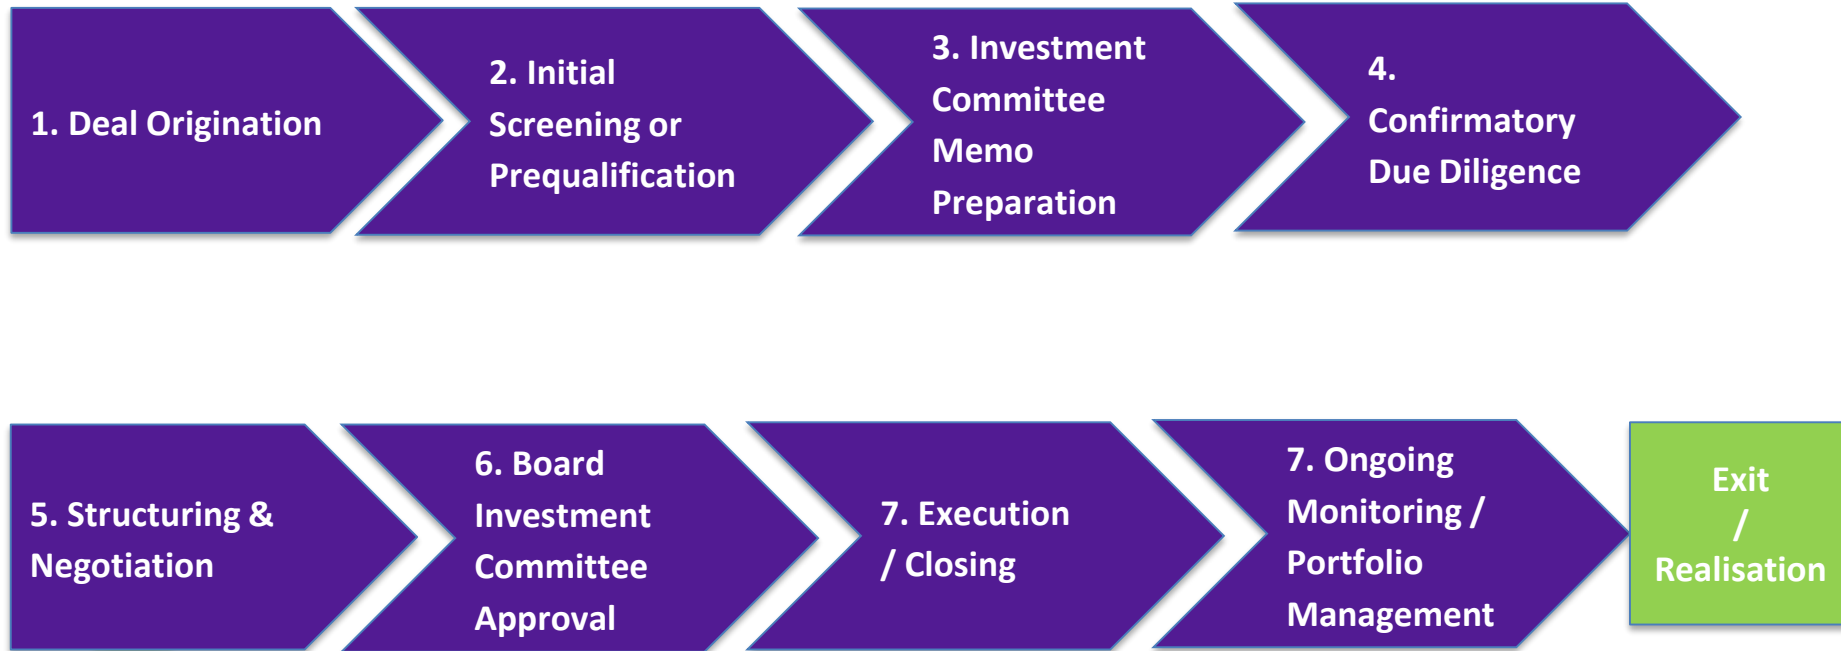 1. Deal Origination
2. Initial
Screening or
Prequalification
3. Investment
Committee
Memo
Preparation
4.
Confirmatory
Due Diligence
5. Structuring &
Negotiation
6. Board
Investment
Committee
Approval
7. Execution
/ Closing
7. Ongoing
Monitoring /
Portfolio
Management
Exit
/
Realisation